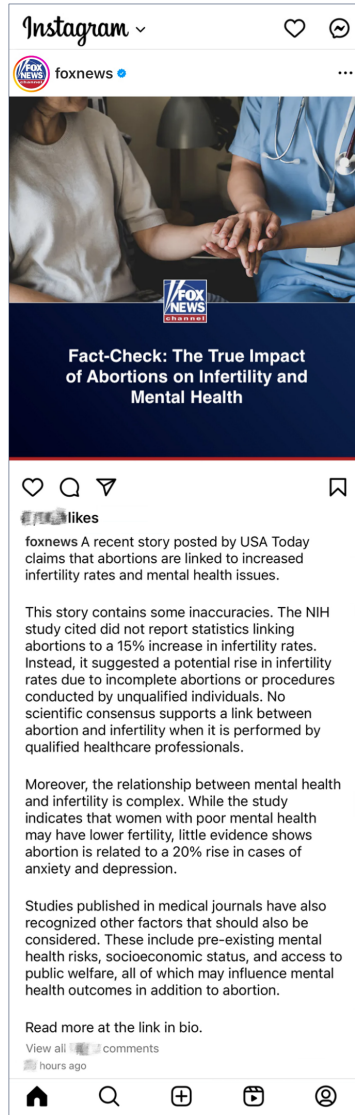 Instagram
FOX
NEWS
channel
foxnews
FOX
NEWS
channel
Fact-Check: The True Impact
of Abortions on Infertility and
Mental Health
likes
foxnews A recent story posted by USA Today
claims that abortions are linked to increased
infertility rates and mental health issues.
This story contains some inaccuracies. The NIH
study cited did not report statistics linking
abortions to a 15% increase in infertility rates.
Instead, it suggested a potential rise in infertility
rates due to incomplete abortions or procedures
conducted by unqualified individuals. No
scientific consensus supports a link between
abortion and infertility when it is performed by
qualified healthcare professionals.
Moreover, the relationship between mental health
and infertility is complex. While the study
indicates that women with poor mental health
may have lower fertility, little evidence shows
abortion is related to a 20% rise in cases of
anxiety and depression.
Studies published in medical journals have also
recognized other factors that should also be
considered. These include pre-existing mental
health risks, socioeconomic status, and access to
public welfare, all of which may influence mental
health outcomes in addition to abortion.
Read more at the link in bio.
View all comments
hours ago